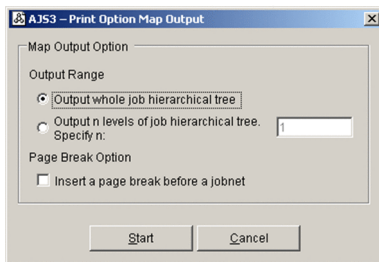 AJS3 – Print Option Map Output
Map Output Option
Output Range
Output whole job hierarchical tree
Output n levels of job hierarchical tree.
Specify n:
1
Page Break Option
Insert a page break before a jobnet
Start
Cancel